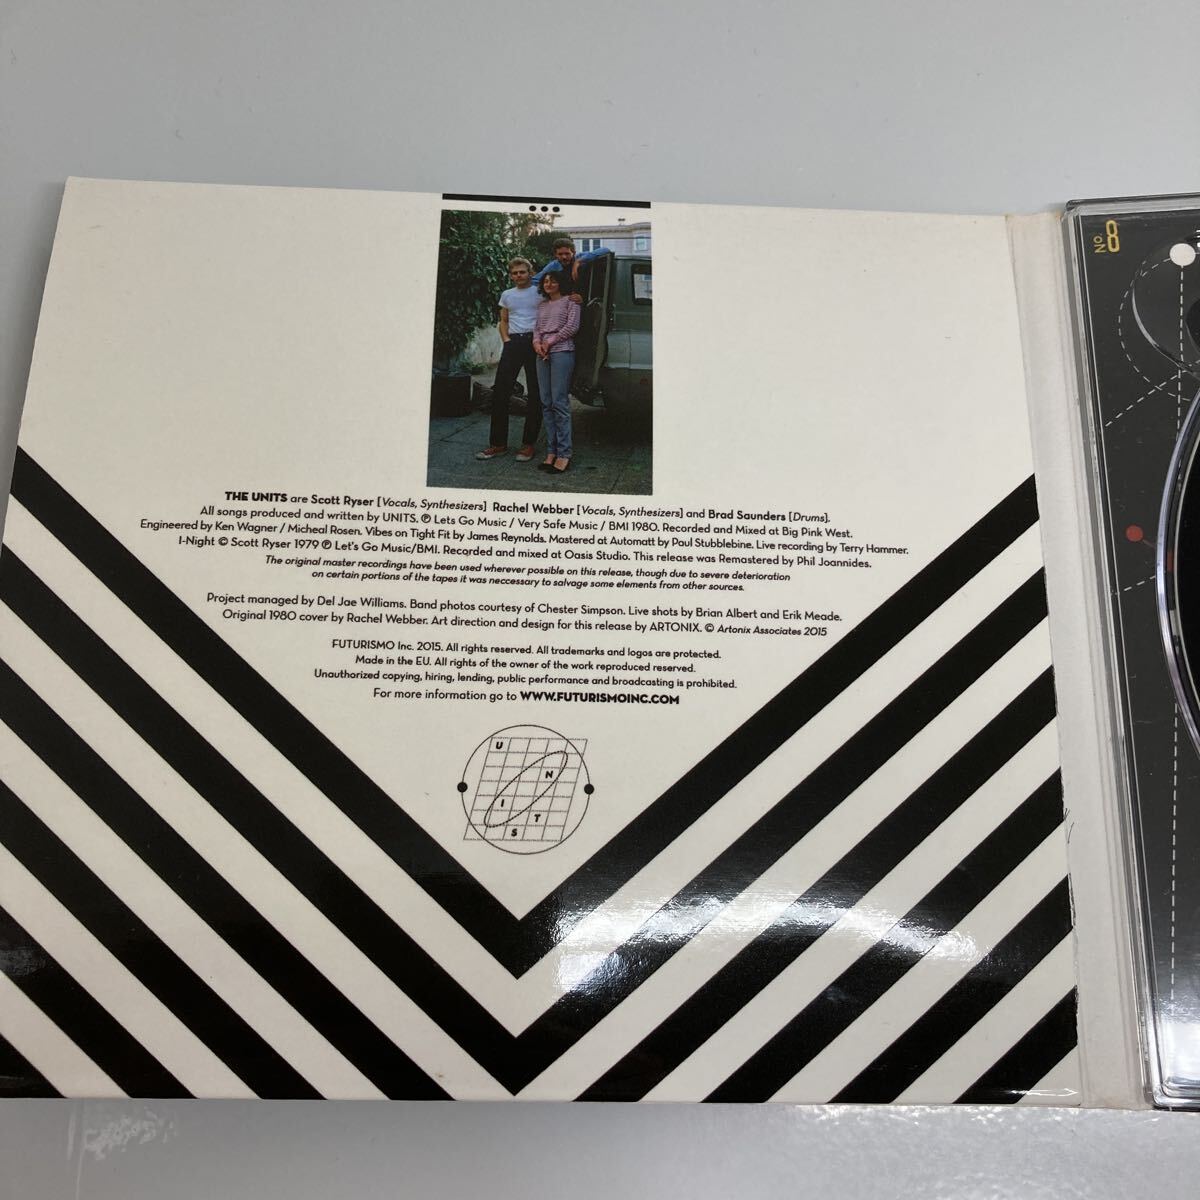 THE UNITS are Scott Ryser [Vocals, Synthesizers] Rachel Webber [Vocals, Synthesizers] and Brad Saunders [Drums].
All songs produced and written by UNITS. ℗ Lets Go Music / Very Safe Music / BMI 1980. Recorded and Mixed at Big Pink West.
Engineered by Ken Wagner / Micheal Rosen. Vibes on Tight Fit by James Reynolds. Mastered at Automatt by Paul Stubblebine. Live recording by Terry Hammer.
I-Night © Scott Ryser 1979 ℗ Let's Go Music/BMI. Recorded and mixed at Oasis Studio. This release was Remastered by Phil Joannides.
The original master recordings have been used wherever possible on this release, though due to severe deterioration
on certain portions of the tapes it was neccessary to salvage some elements from other sources.
Project managed by Del Jae Williams. Band photos courtesy of Chester Simpson. Live shots by Brian Albert and Erik Meade.
Original 1980 cover by Rachel Webber. Art direction and design for this release by ARTONIX. © Artonix Associates 2015
FUTURISMO Inc. 2015. All rights reserved. All trademarks and logos are protected.
Made in the EU. All rights of the owner of the work reproduced reserved.
Unauthorized copying, hiring, lending, public performance and broadcasting is prohibited.
For more information go to WWW.FUTURISMOINC.COM
U
N
I
T
S
NO. 8